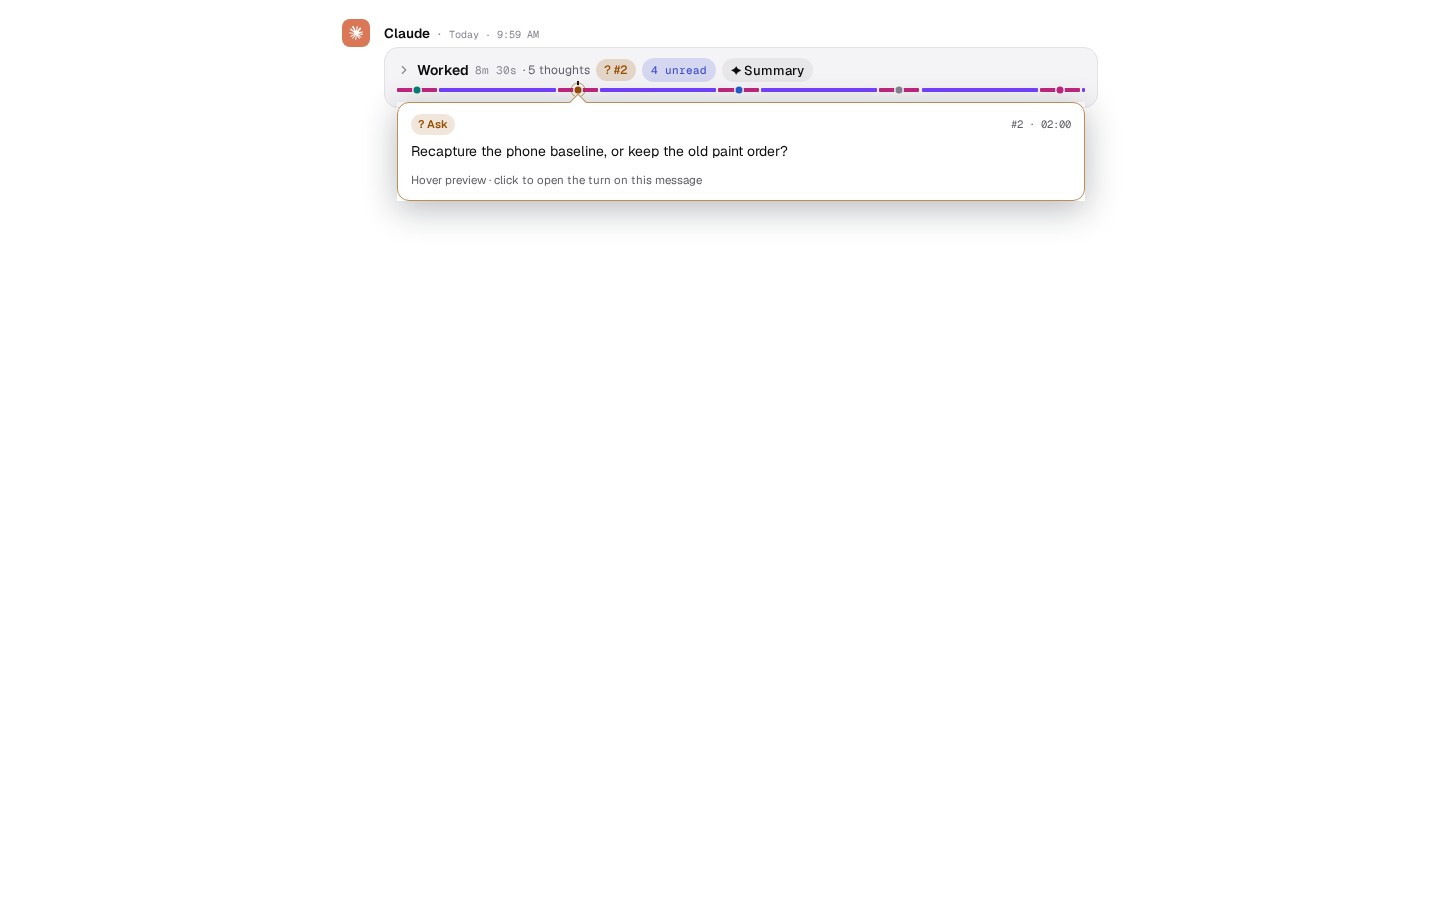 Claude · Today · 9:59 AM
Worked 8m 30s · 5 thoughts ? #2 4 unread ✦ Summary
? Ask #2 · 02:00
Recapture the phone baseline, or keep the old paint order?
Hover preview · click to open the turn on this message